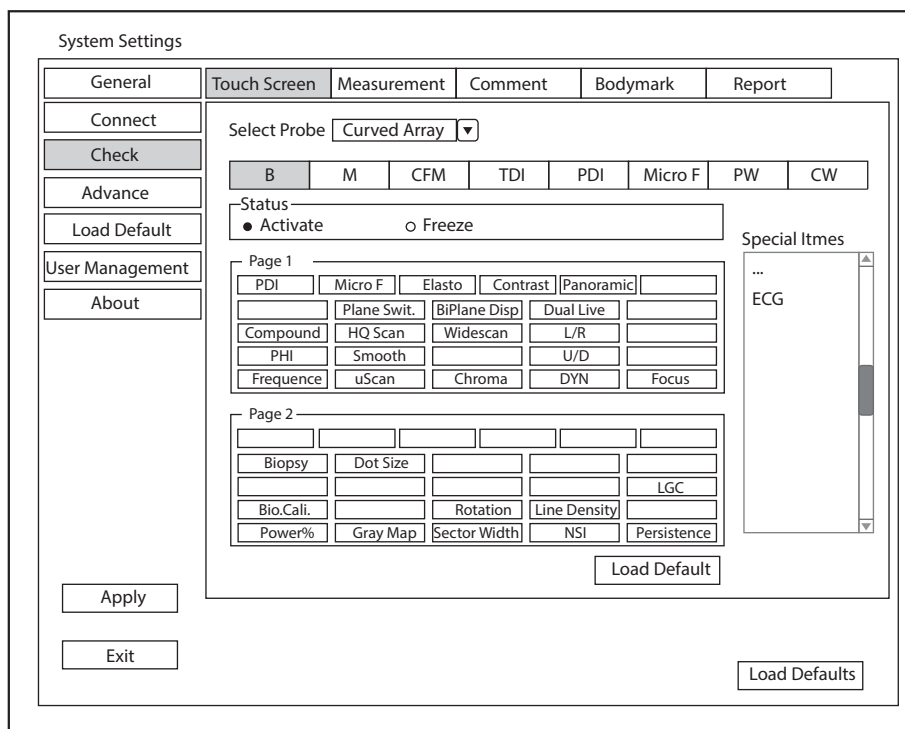 System Settings
General
Connect
Check
Advance
Load Default
User Management
About
Apply
Exit
Touch Screen Measurement Comment Bodymark Report
Select Probe Curved Array
B M CFM TDI PDI Micro F PW CW
Status
Activate Freeze
Page 1
PDI Micro F Elasto Contrast Panoramic
Plane Swit. BiPlane Disp Dual Live
Compound HQ Scan Widescan L/R
PHI Smooth U/D
Frequence uScan Chroma DYN Focus
Page 2
Biopsy Dot Size
LGC
Bio.Cali. Rotation Line Density
Power% Gray Map Sector Width NSI Persistence
Load Default
Special Itmes
...
ECG
Load Defaults